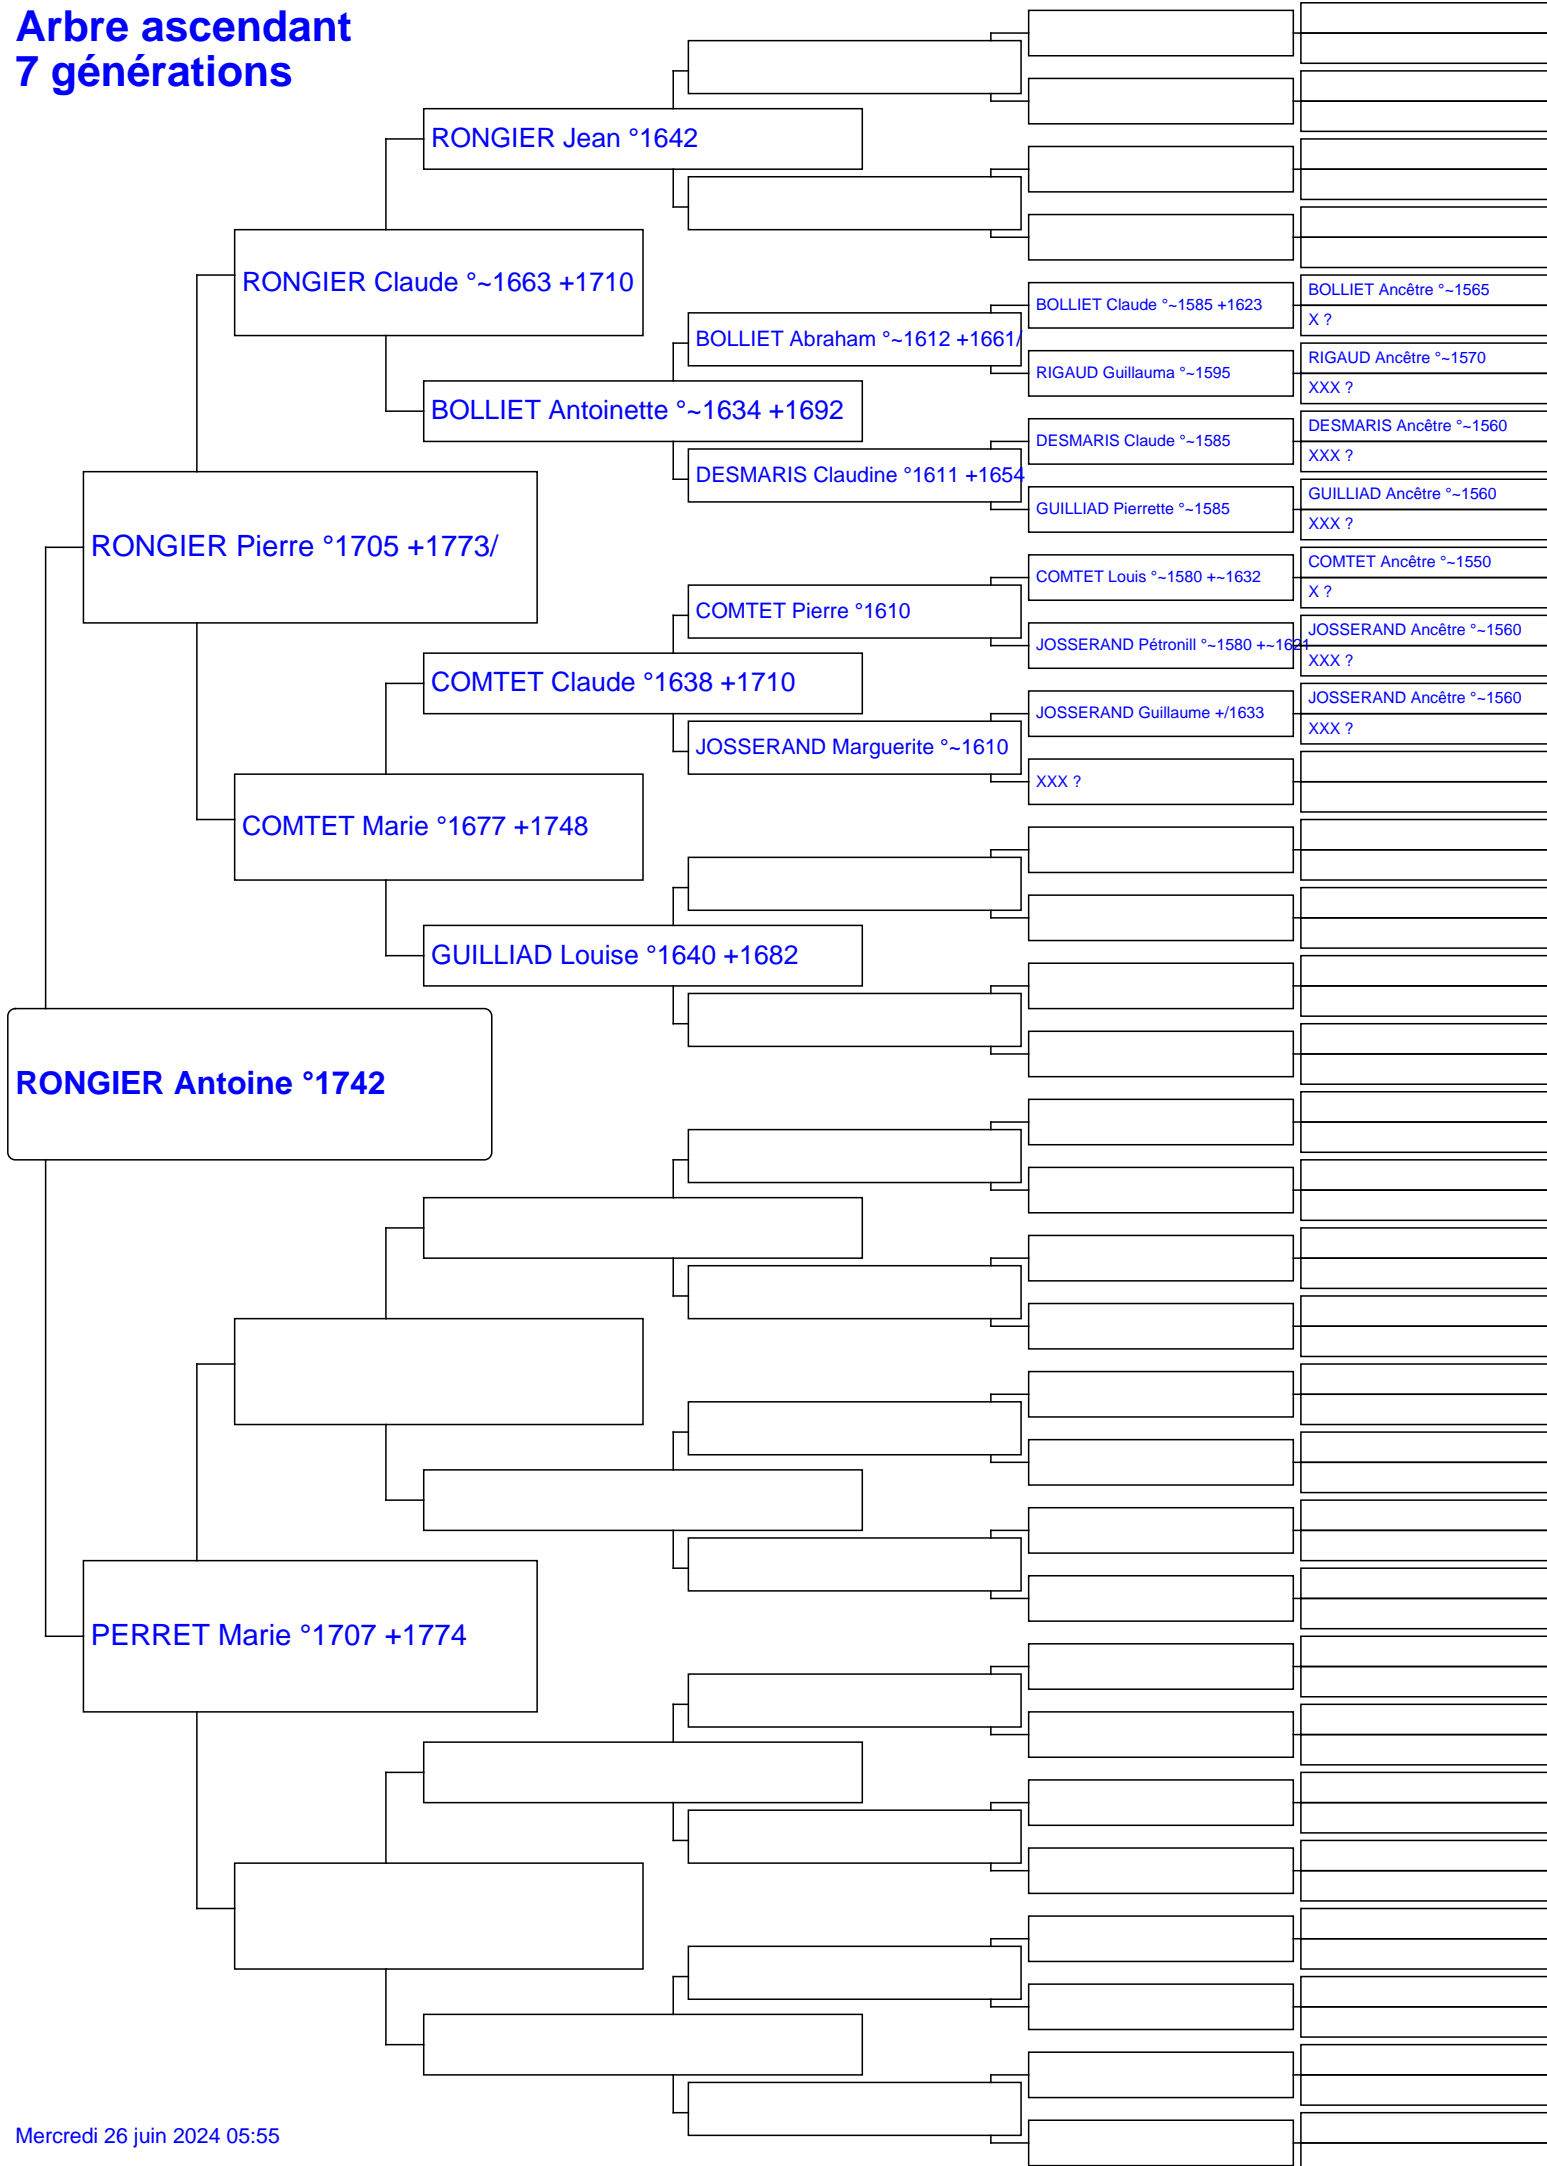 Arbre ascendant
7 générations
RONGIER Jean °1642
RONGIER Claude °~1663 +1710
BOLLIET Ancêtre °~1565
BOLLIET Claude °~1585 +1623
X ?
BOLLIET Abraham °~1612 +1661/
RIGAUD Ancêtre °~1570
RIGAUD Guillauma °~1595
XXX ?
BOLLIET Antoinette °~1634 +1692
DESMARIS Ancêtre °~1560
DESMARIS Claude °~1585
XXX ?
DESMARIS Claudine °1611 +1654
GUILLIAD Ancêtre °~1560
GUILLIAD Pierrette °~1585
XXX ?
RONGIER Pierre °1705 +1773/
COMTET Ancêtre °~1550
COMTET Louis °~1580 +~1632
X ?
COMTET Pierre °1610
JOSSERAND Ancêtre °~1560
JOSSERAND Pétronill °~1580 +~1621
XXX ?
COMTET Claude °1638 +1710
JOSSERAND Ancêtre °~1560
JOSSERAND Guillaume +/1633
XXX ?
JOSSERAND Marguerite °~1610
XXX ?
COMTET Marie °1677 +1748
GUILLIAD Louise °1640 +1682
RONGIER Antoine °1742
PERRET Marie °1707 +1774
Mercredi 26 juin 2024 05:55